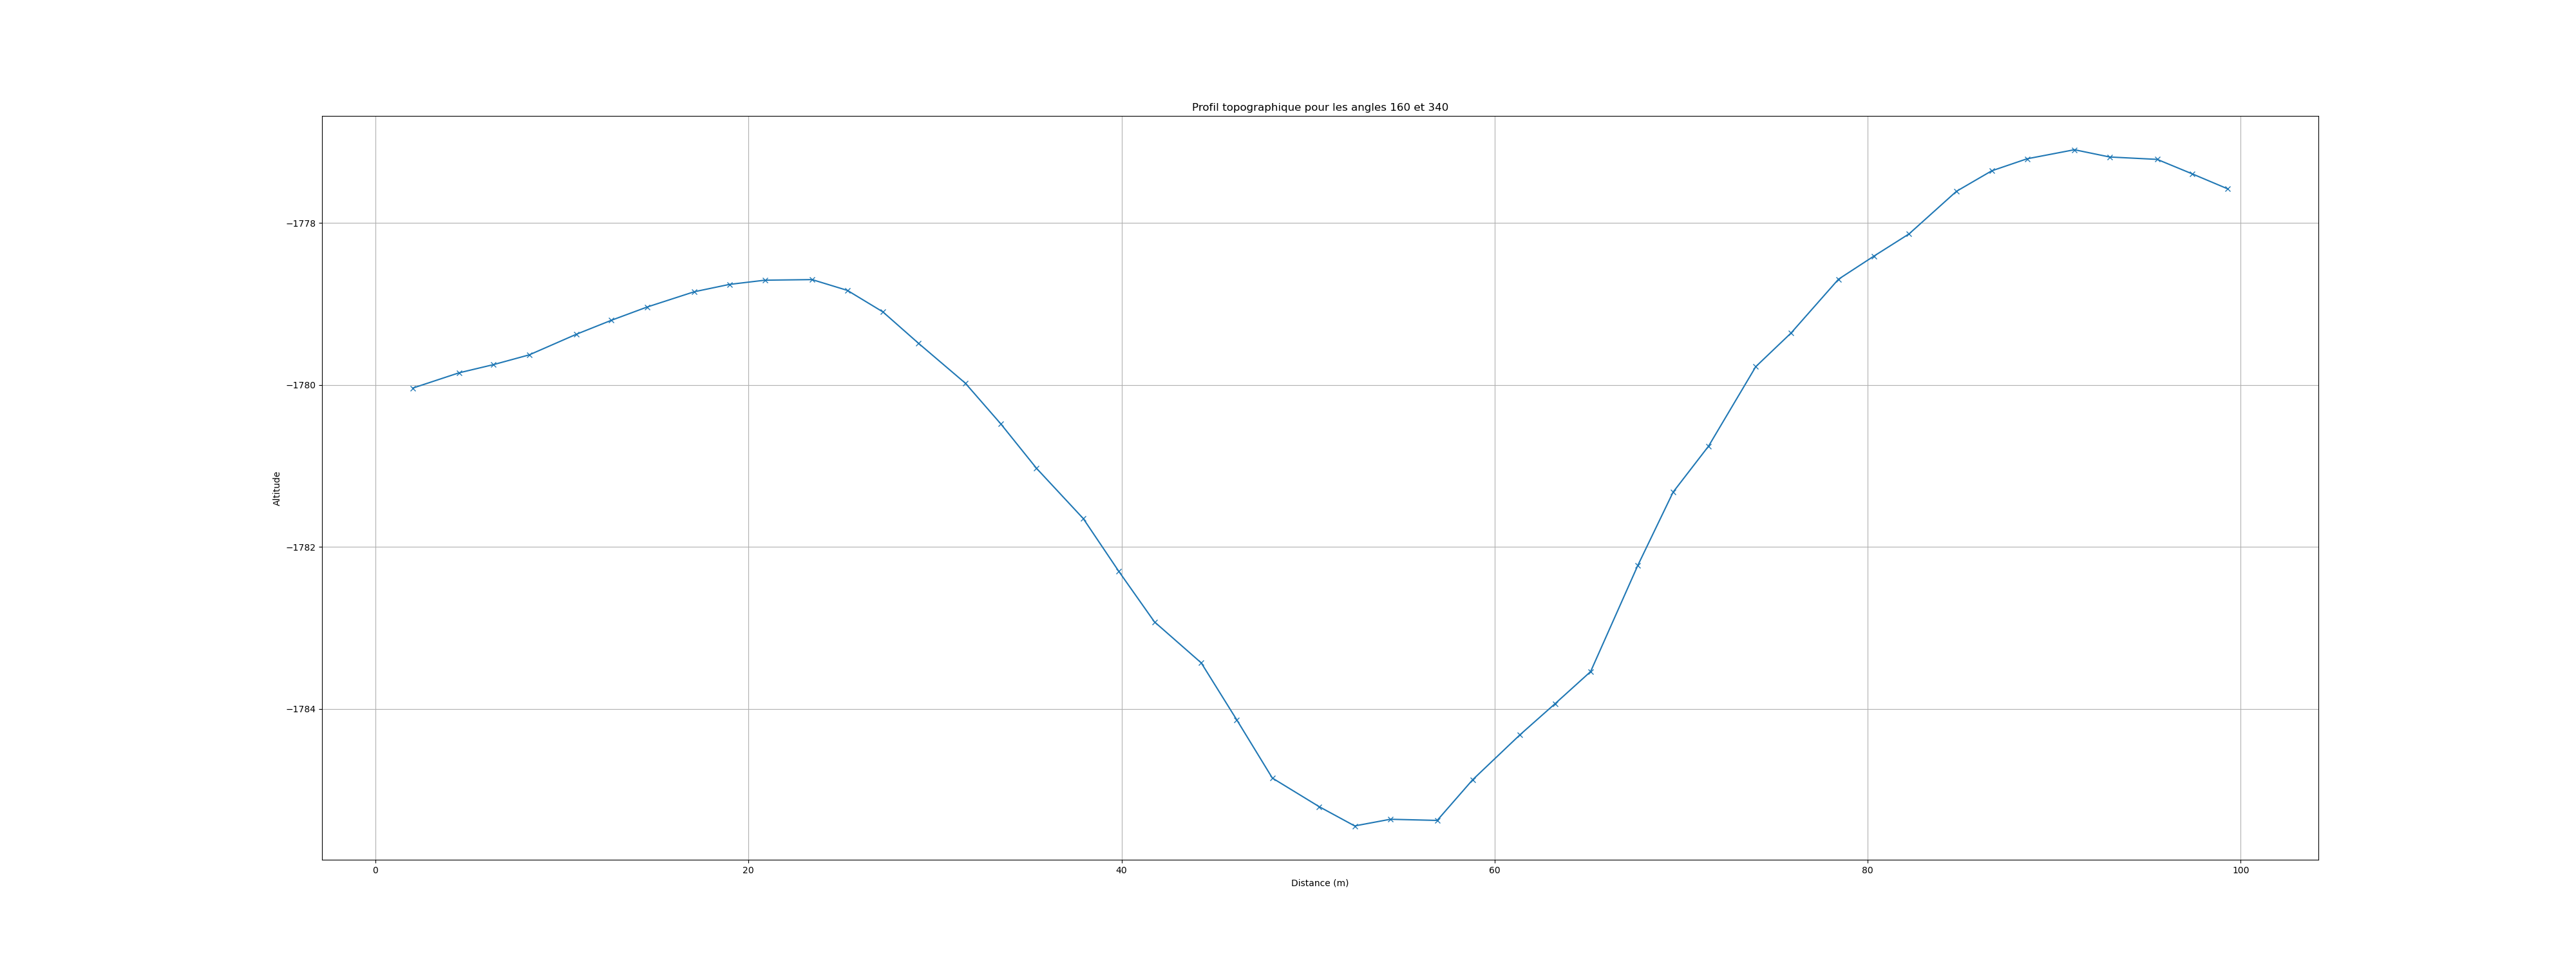 Profil topographique pour les angles 160 et 340
Altitude
−1778
−1780
−1782
−1784
0 20 40 60 80 100
Distance (m)